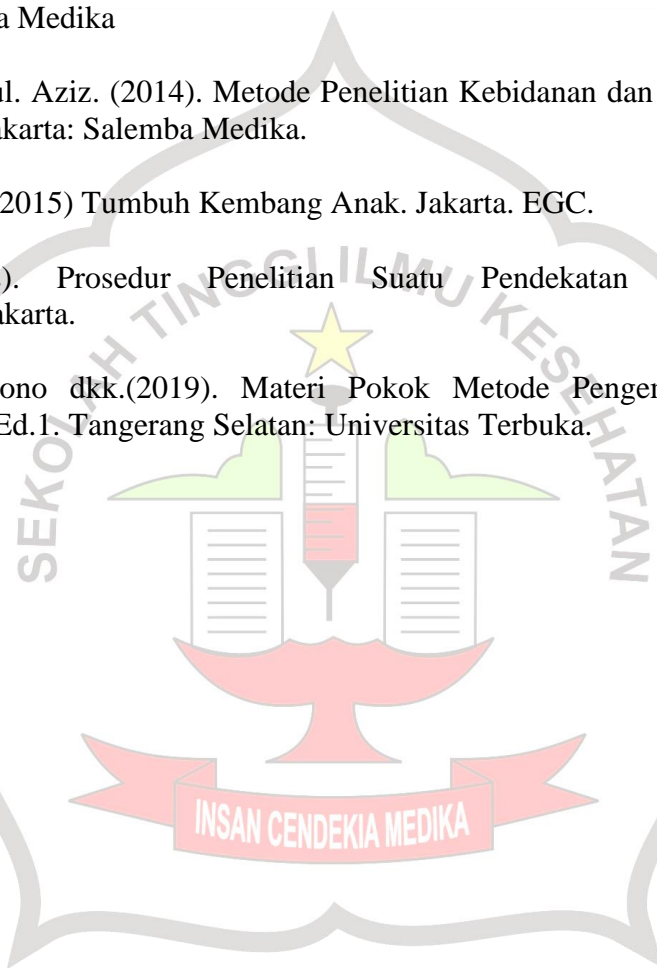 a Medika
ul. Aziz. (2014). Metode Penelitian Kebidanan dan
akarta: Salemba Medika.
2015) Tumbuh Kembang Anak. Jakarta. EGC.
). Prosedur Penelitian Suatu Pendekatan
akarta.
ono dkk.(2019). Materi Pokok Metode Penger
Ed.1. Tangerang Selatan: Universitas Terbuka.
SEKOLAH TINGGI ILMU KESEHATAN
INSAN CENDEKIA MEDIKA